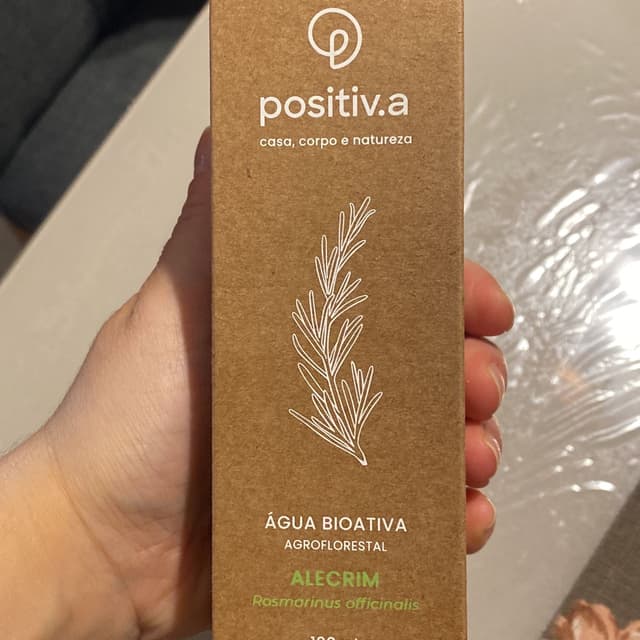 positiv.a
casa, corpo e natureza
ÁGUA BIOATIVA
AGROFLORESTAL
ALECRIM
Rosmarinus officinalis